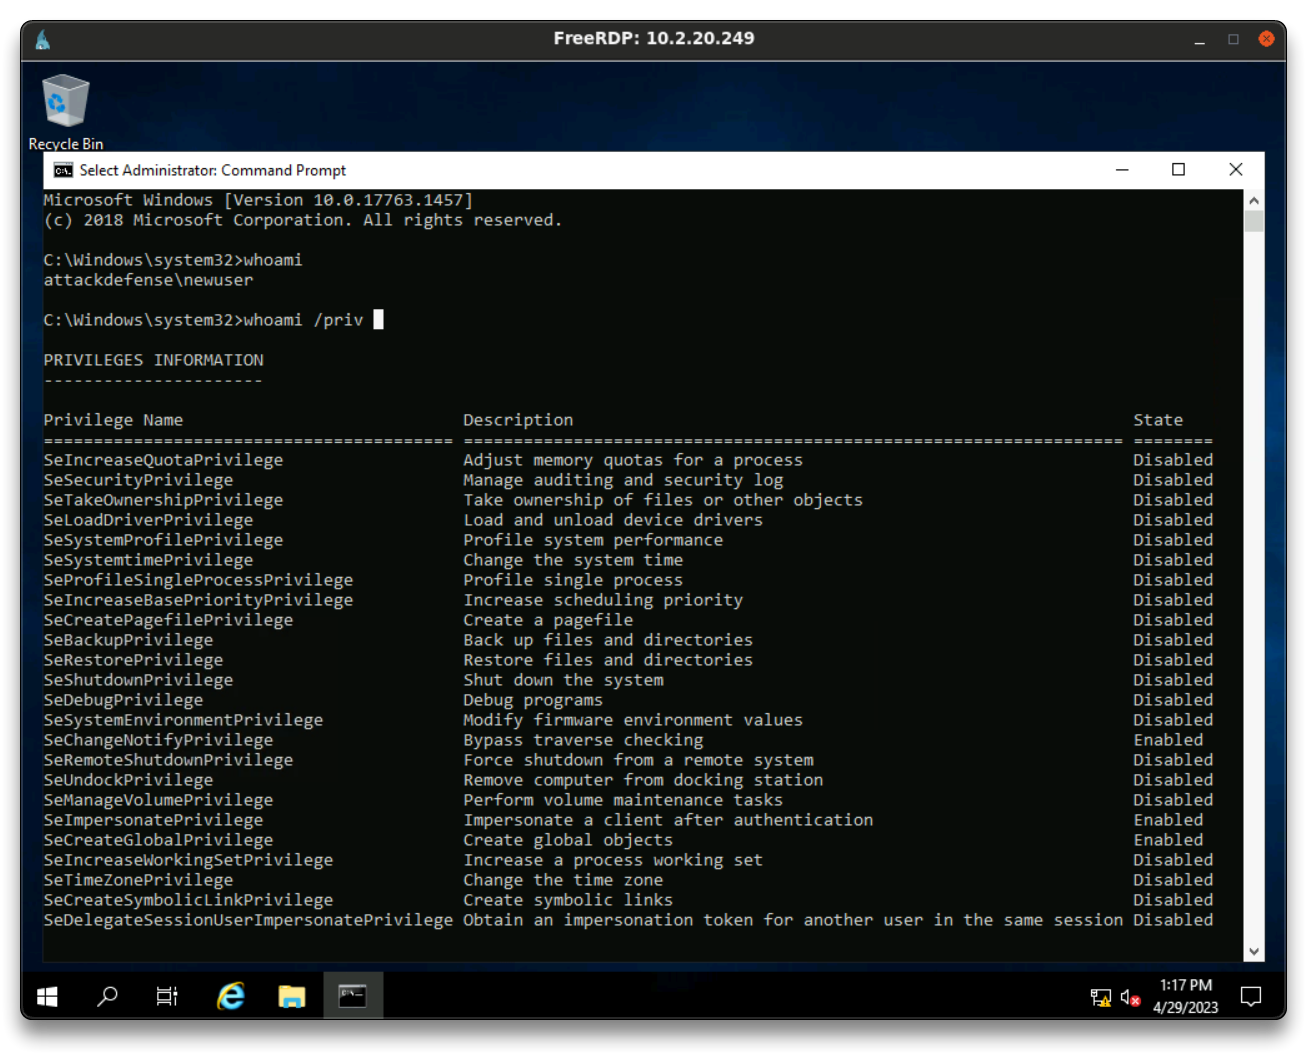 FreeRDP: 10.2.20.249
Recycle Bin
Select Administrator: Command Prompt
Microsoft Windows [Version 10.0.17763.1457]
(c) 2018 Microsoft Corporation. All rights reserved.
C:\Windows\system32>whoami
attackdefense\newuser
C:\Windows\system32>whoami /priv
PRIVILEGES INFORMATION
----------------------
Privilege Name Description State
========================================= ================================================================== ========
SeIncreaseQuotaPrivilege Adjust memory quotas for a process Disabled
SeSecurityPrivilege Manage auditing and security log Disabled
SeTakeOwnershipPrivilege Take ownership of files or other objects Disabled
SeLoadDriverPrivilege Load and unload device drivers Disabled
SeSystemProfilePrivilege Profile system performance Disabled
SeSystemtimePrivilege Change the system time Disabled
SeProfileSingleProcessPrivilege Profile single process Disabled
SeIncreaseBasePriorityPrivilege Increase scheduling priority Disabled
SeCreatePagefilePrivilege Create a pagefile Disabled
SeBackupPrivilege Back up files and directories Disabled
SeRestorePrivilege Restore files and directories Disabled
SeShutdownPrivilege Shut down the system Disabled
SeDebugPrivilege Debug programs Disabled
SeSystemEnvironmentPrivilege Modify firmware environment values Disabled
SeChangeNotifyPrivilege Bypass traverse checking Enabled
SeRemoteShutdownPrivilege Force shutdown from a remote system Disabled
SeUndockPrivilege Remove computer from docking station Disabled
SeManageVolumePrivilege Perform volume maintenance tasks Disabled
SeImpersonatePrivilege Impersonate a client after authentication Enabled
SeCreateGlobalPrivilege Create global objects Enabled
SeIncreaseWorkingSetPrivilege Increase a process working set Disabled
SeTimeZonePrivilege Change the time zone Disabled
SeCreateSymbolicLinkPrivilege Create symbolic links Disabled
SeDelegateSessionUserImpersonatePrivilege Obtain an impersonation token for another user in the same session Disabled
1:17 PM
4/29/2023